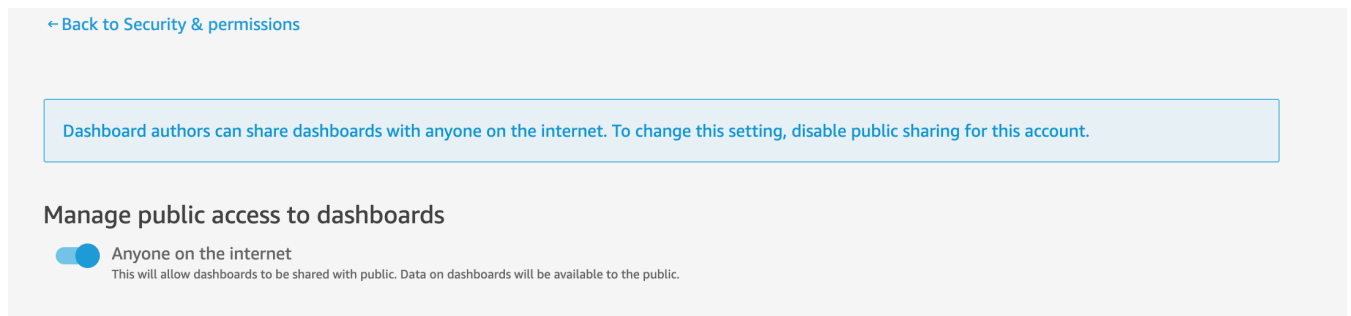 ←Back to Security & permissions
Dashboard authors can share dashboards with anyone on the internet. To change this setting, disable public sharing for this account.
Manage public access to dashboards
Anyone on the internet
This will allow dashboards to be shared with public. Data on dashboards will be available to the public.